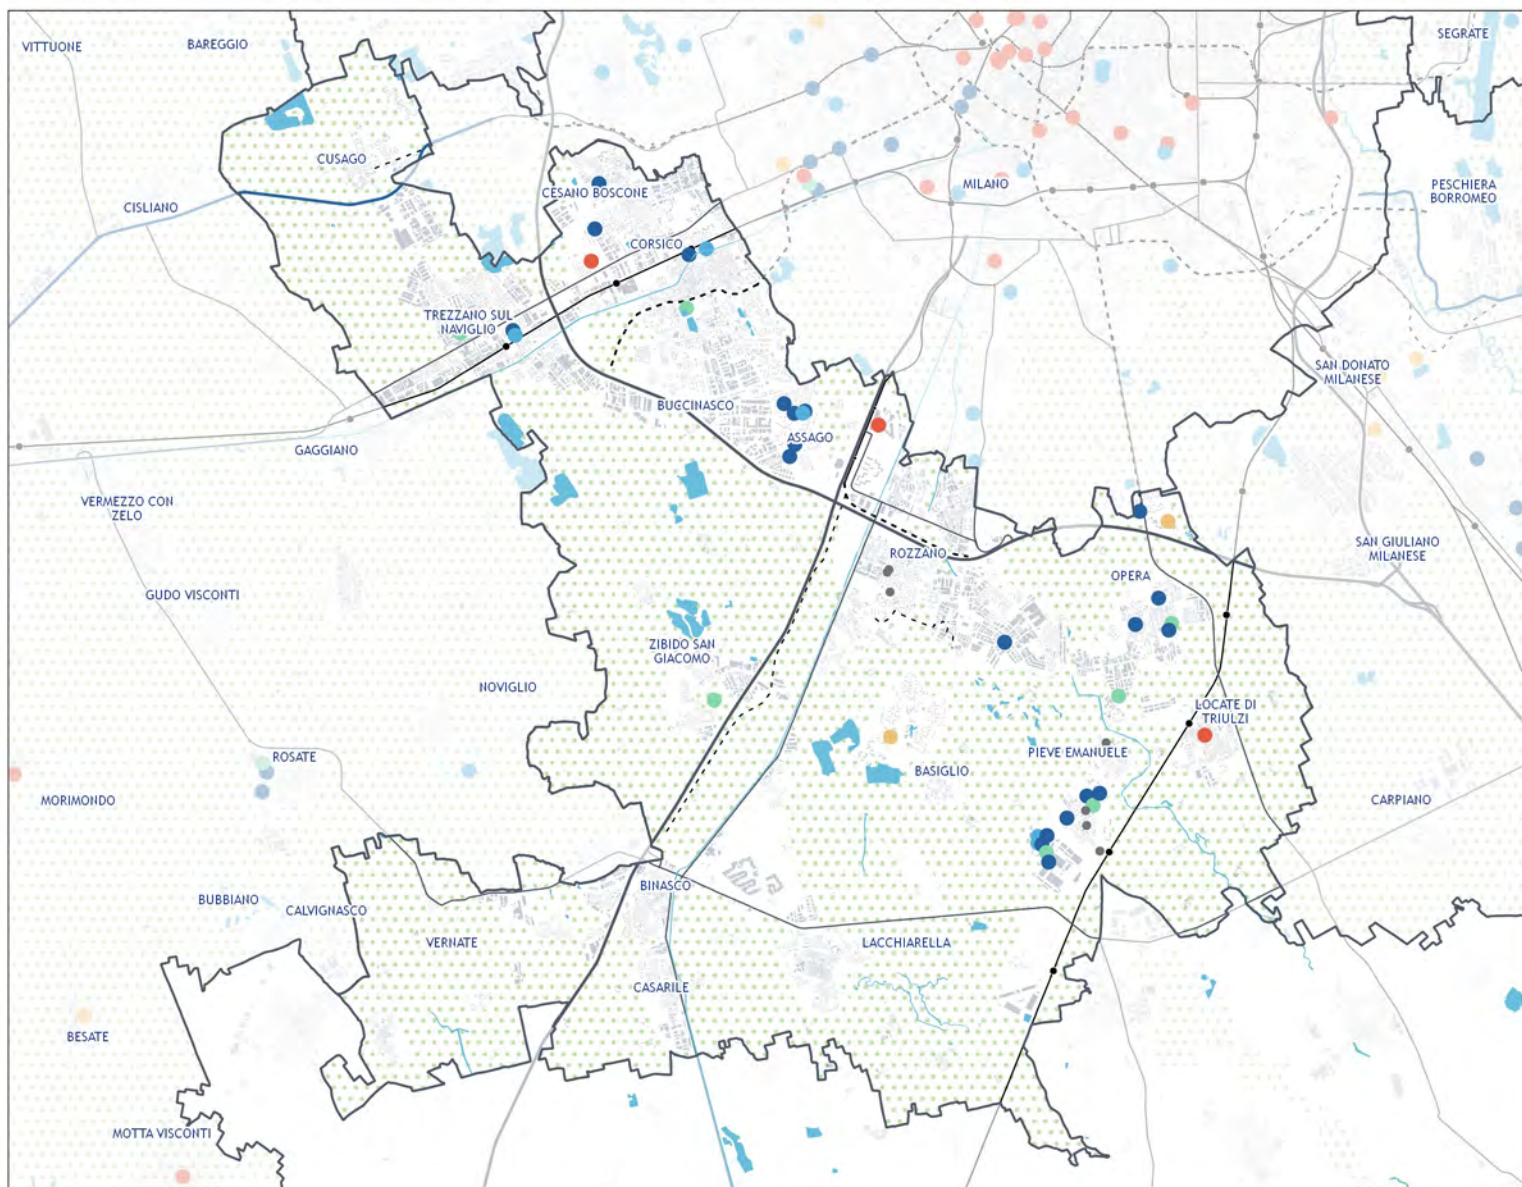 VITTUONE
BAREGGIO
SEGRATE
CUSAGO
CESANO BOSCONE
MILANO
PESCHIERA
BORROMEO
CISLIANO
CORSICO
TREZZANO SUL
NAVIGLIO
SAN DONATO
MILANESE
BUCCINASCO
ASSAGO
GAGGIANO
VERMEZZO CON
ZELO
SAN GIULIANO
MILANESE
ROZZANO
OPERA
GUDO VISCONTI
ZIBIDO SAN
GIACOMO
NOVIGLIO
LOCATE DI
TRIULZI
ROSATE
PIEVE EMANUELE
BASIGLIO
MORIMONDO
CARPIANO
BINASCO
BUBBIANO
CALVIGNASCO
VERNATE
LACCHIARELLA
CASARILE
BESATE
MOTTA VISCONTI